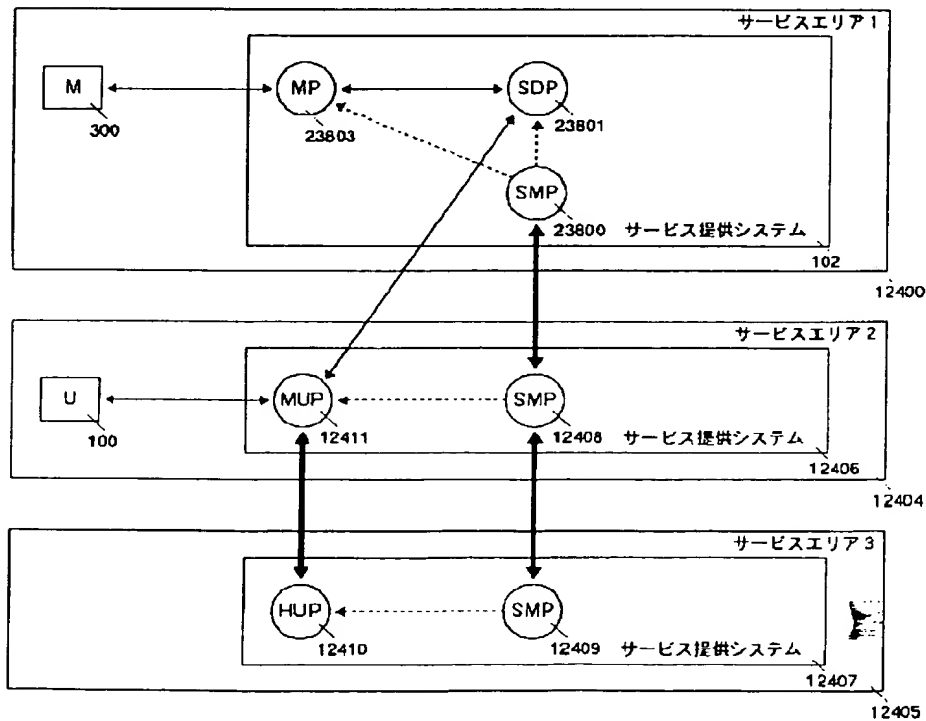 サービスエリア 1
M
300
MP
23803
SDP
23801
SMP
23800
サービス提供システム
102
12400
サービスエリア 2
U
100
MUP
12411
SMP
12408
サービス提供システム
12406
12404
サービスエリア 3
HUP
12410
SMP
12409
サービス提供システム
12407
12405